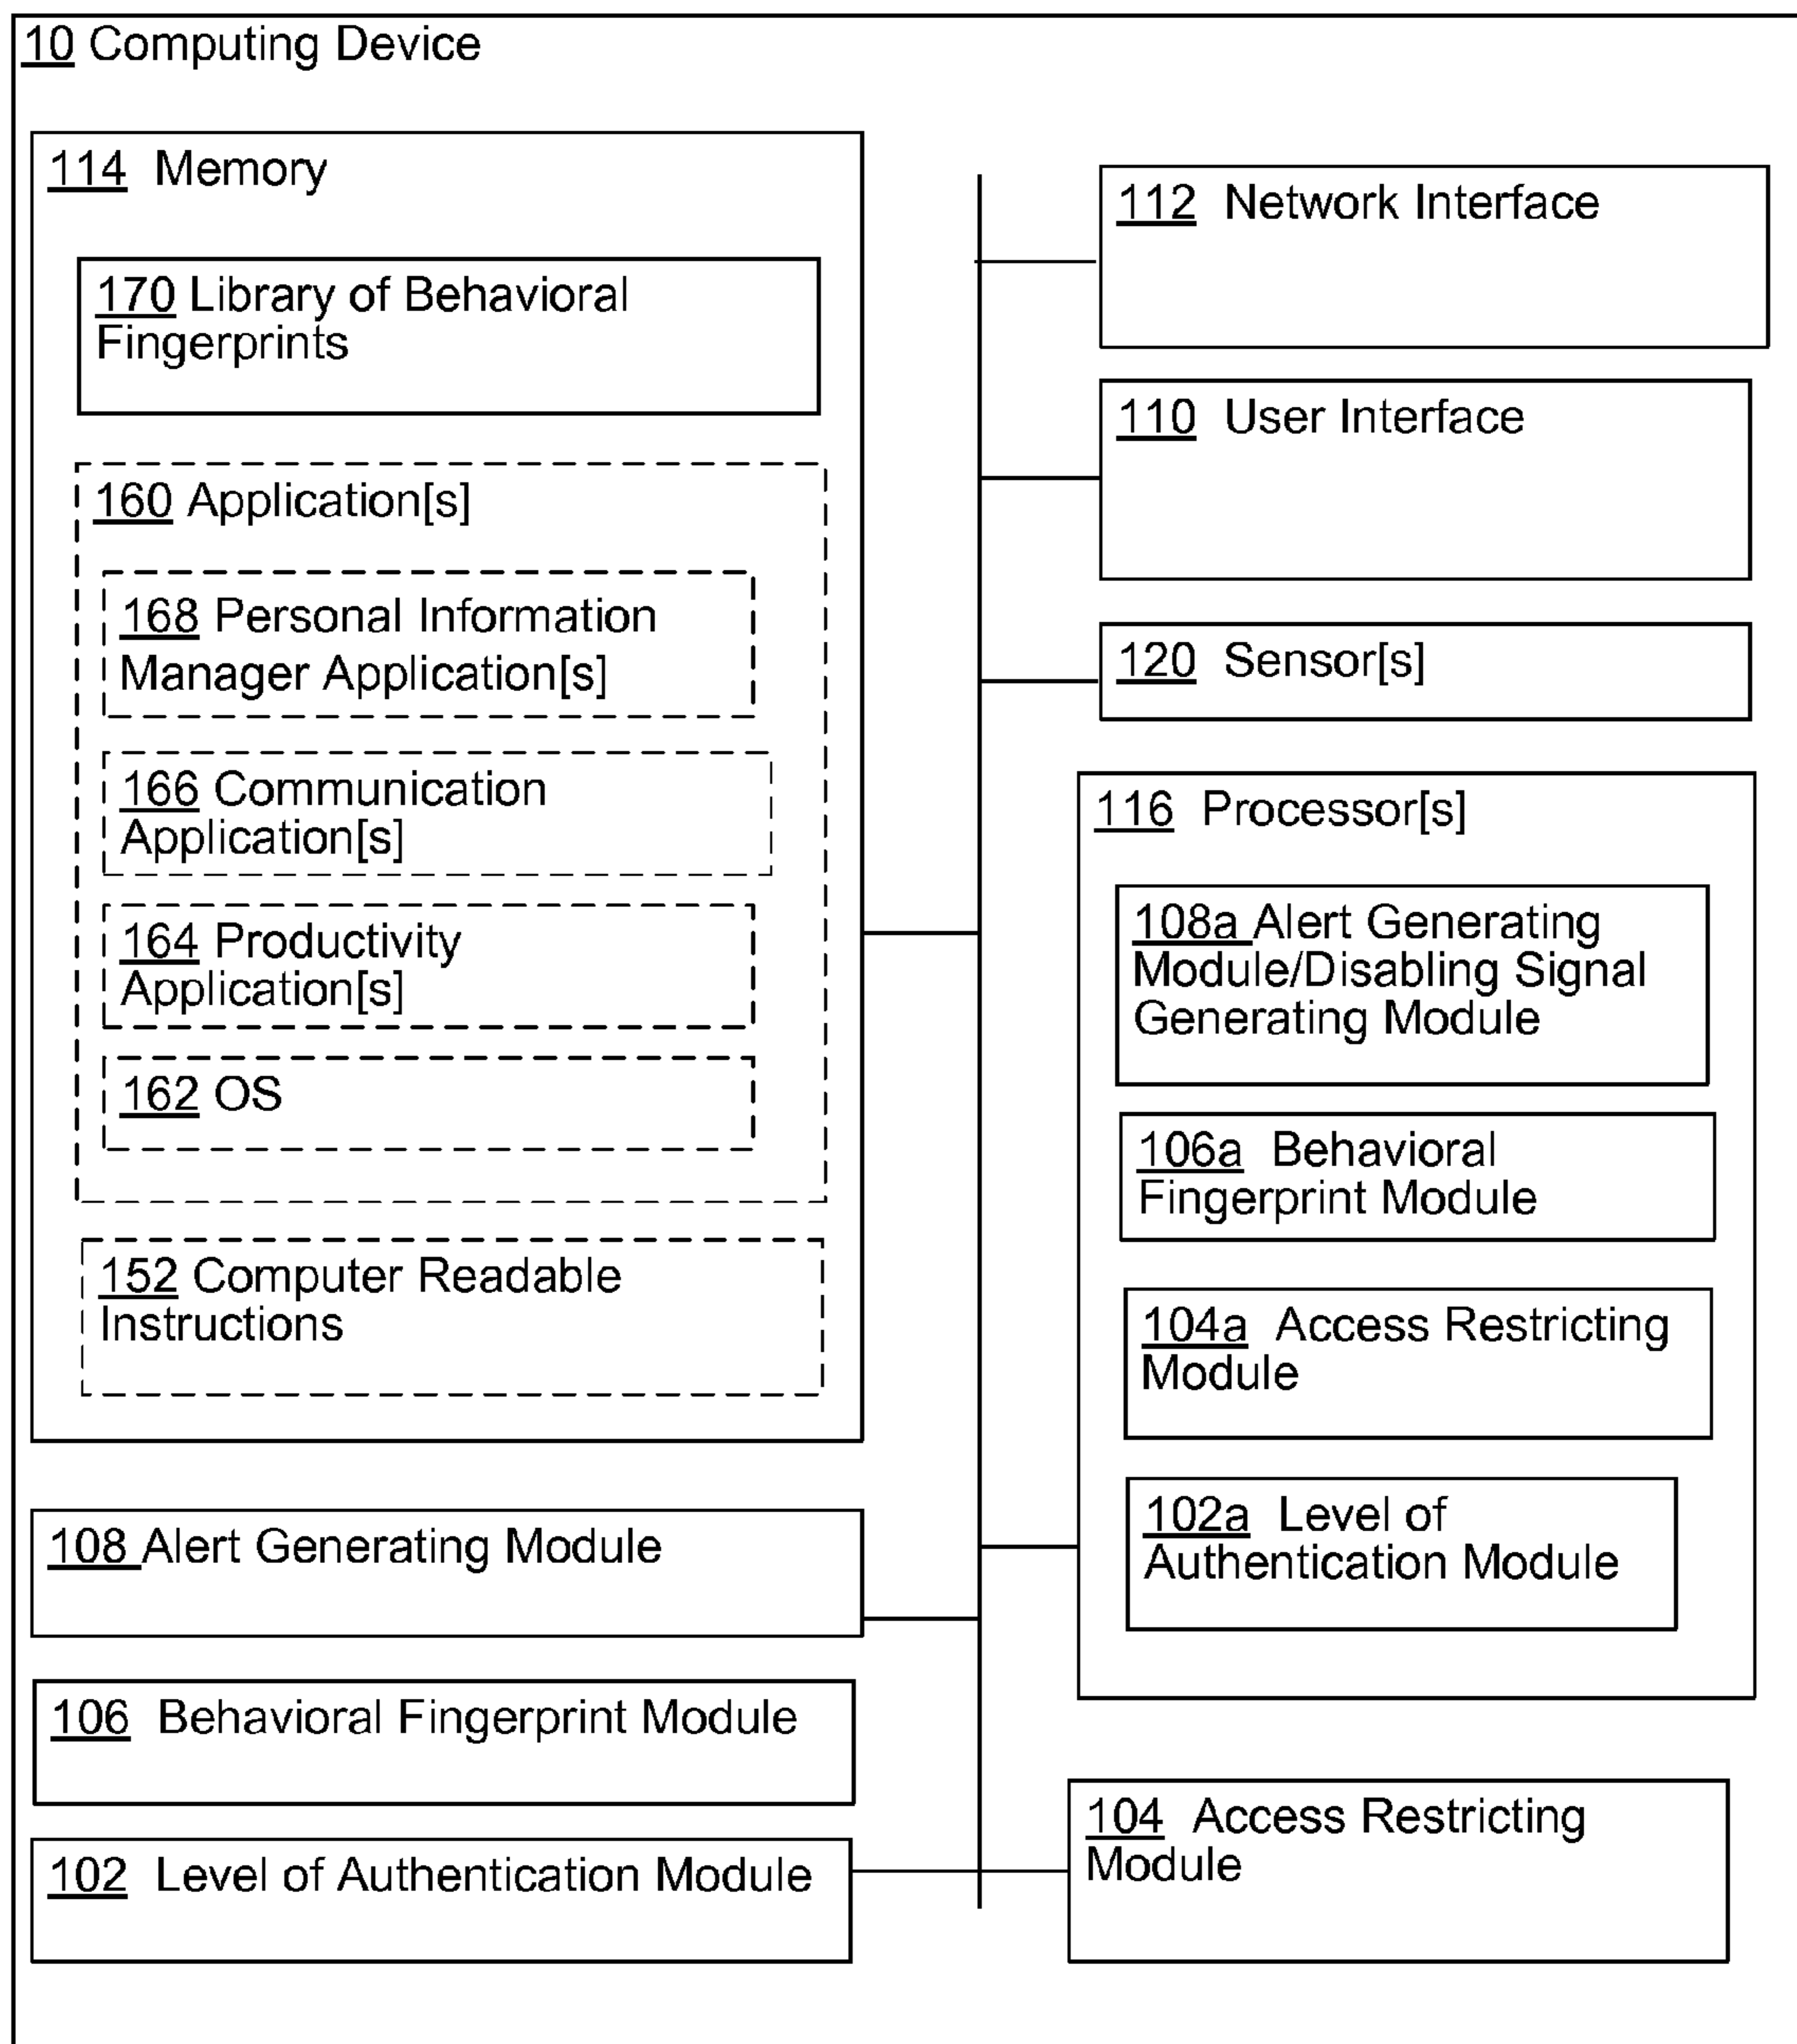 10 Computing Device
114 Memory
170 Library of Behavioral
Fingerprints
160 Application[s]
168 Personal Information
Manager Application[s]
166 Communication
Application[s]
164 Productivity
Application[s]
162 OS
152 Computer Readable
Instructions
108 Alert Generating Module
106 Behavioral Fingerprint Module
102 Level of Authentication Module
112 Network Interface
110 User Interface
120 Sensor[s]
116 Processor[s]
108a Alert Generating
Module/Disabling Signal
Generating Module
106a Behavioral
Fingerprint Module
104a Access Restricting
Module
102a Level of
Authentication Module
104 Access Restricting
Module